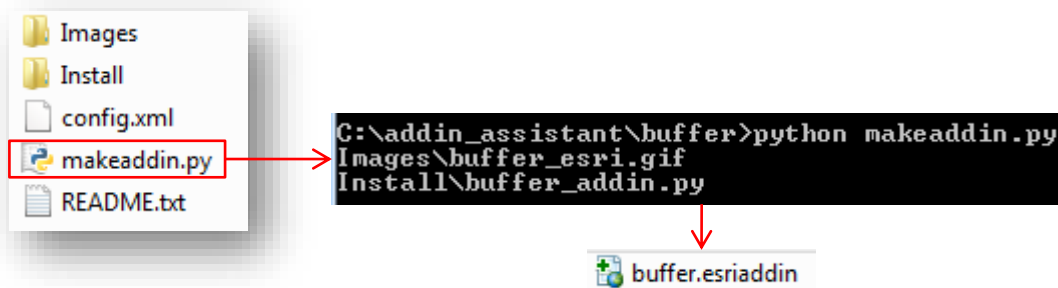 Images
Install
config.xml
makeaddin.py
README.txt
C:\addin_assistant\buffer>python makeaddin.py
Images\buffer_esri.gif
Install\buffer_addin.py
buffer.esriaddin